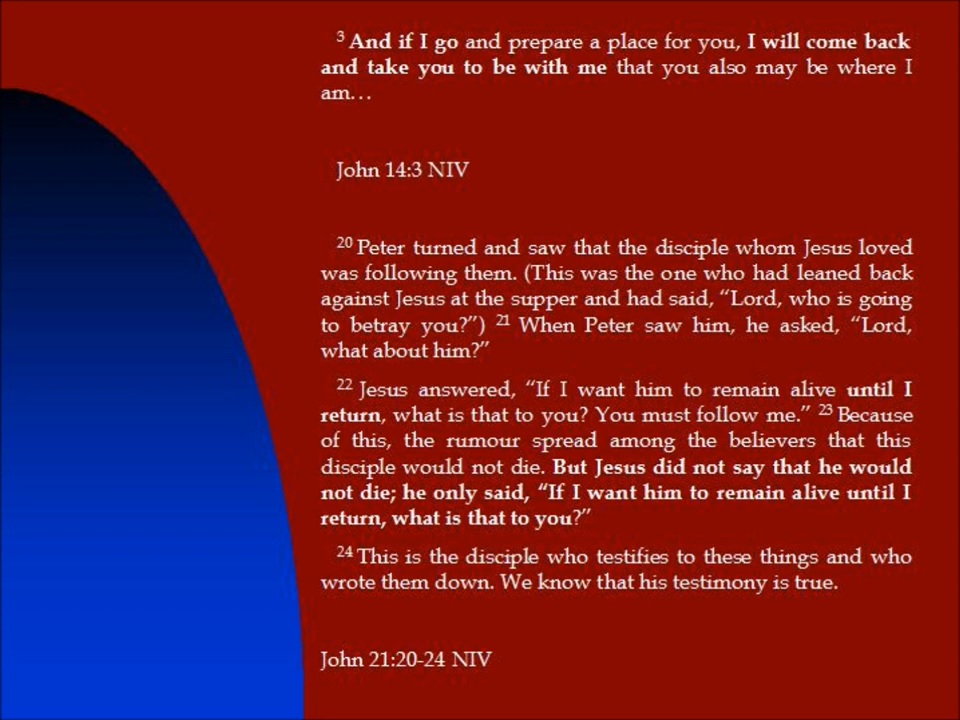 3 And if I go and prepare a place for you, I will come back
and take you to be with me that you also may be where I
am…
John 14:3 NIV
20 Peter turned and saw that the disciple whom Jesus loved
was following them. (This was the one who had leaned back
against Jesus at the supper and had said, “Lord, who is going
to betray you?”) 21 When Peter saw him, he asked, “Lord,
what about him?”
22 Jesus answered, “If I want him to remain alive until I
return, what is that to you? You must follow me.” 23 Because
of this, the rumour spread among the believers that this
disciple would not die. But Jesus did not say that he would
not die; he only said, “If I want him to remain alive until I
return, what is that to you?”
24 This is the disciple who testifies to these things and who
wrote them down. We know that his testimony is true.
John 21:20-24 NIV